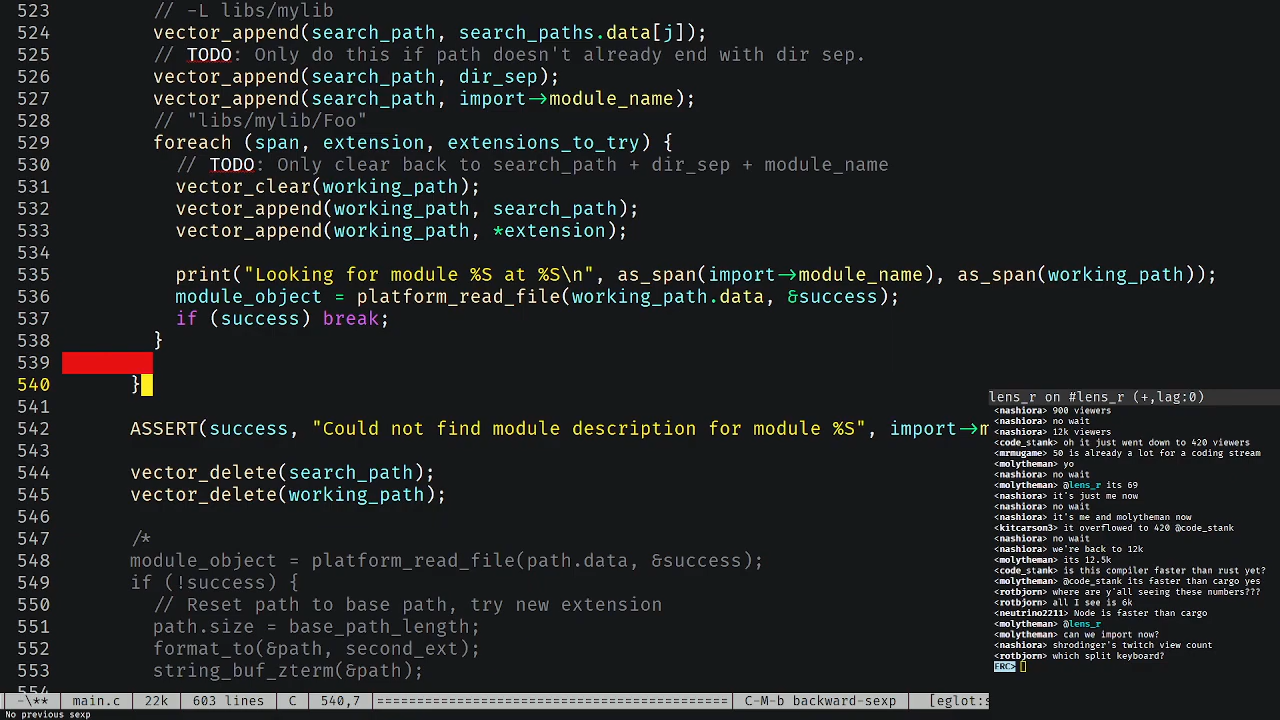 523         // -L libs/mylib
524         vector_append(search_path, search_paths.data[j]);
525         // TODO: Only do this if path doesn't already end with dir sep.
526         vector_append(search_path, dir_sep);
527         vector_append(search_path, import->module_name);
528         // "libs/mylib/Foo"
529         foreach (span, extension, extensions_to_try) {
530           // TODO: Only clear back to search_path + dir_sep + module_name
531           vector_clear(working_path);
532           vector_append(working_path, search_path);
533           vector_append(working_path, *extension);
534
535           print("Looking for module %S at %S\n", as_span(import->module_name), as_span(working_path));
536           module_object = platform_read_file(working_path.data, &success);
537           if (success) break;
538         }
539
540       }
541
542       ASSERT(success, "Could not find module description for module %S", import->m
543
544       vector_delete(search_path);
545       vector_delete(working_path);
546
547       /*
548       module_object = platform_read_file(path.data, &success);
549       if (!success) {
550         // Reset path to base path, try new extension
551         path.size = base_path_length;
552         format_to(&path, second_ext);
553         string_buf_zterm(&path);
554
-\** main.c 22k 603 lines C 540,7 ======================================== C-M-b backward-sexp [eglot:s
No previous sexp
lens_r on #lens_r (+,lag:0)
<nashiora> 900 viewers
<nashiora> no wait
<nashiora> 12k viewers
<code_stank> oh it just went down to 420 viewers
<mrmugame> 50 is already a lot for a coding stream
<molytheman> yo
<nashiora> no wait
<molytheman> @lens_r its 69
<nashiora> it's just me now
<nashiora> no wait
<nashiora> it's me and molytheman now
<kitcarson3> it overflowed to 420 @code_stank
<nashiora> no wait
<nashiora> we're back to 12k
<molytheman> its 12.5k
<code_stank> is this compiler faster than rust yet?
<molytheman> @code_stank its faster than cargo yes
<rotbjorn> where are y'all seeing these numbers???
<rotbjorn> all I see is 6k
<neutrino2211> Node is faster than cargo
<molytheman> @lens_r
<molytheman> can we import now?
<nashiora> shrodinger's twitch view count
<rotbjorn> which split keyboard?
ERC>